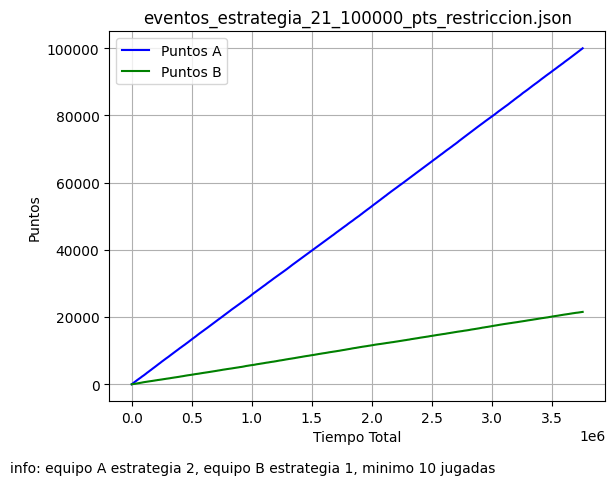 eventos_estrategia_21_100000_pts_restriccion.json
Puntos A
Puntos B
100000
80000
60000
40000
20000
0
Puntos
0.0 0.5 1.0 1.5 2.0 2.5 3.0 3.5
1e6
Tiempo Total
info: equipo A estrategia 2, equipo B estrategia 1, minimo 10 jugadas